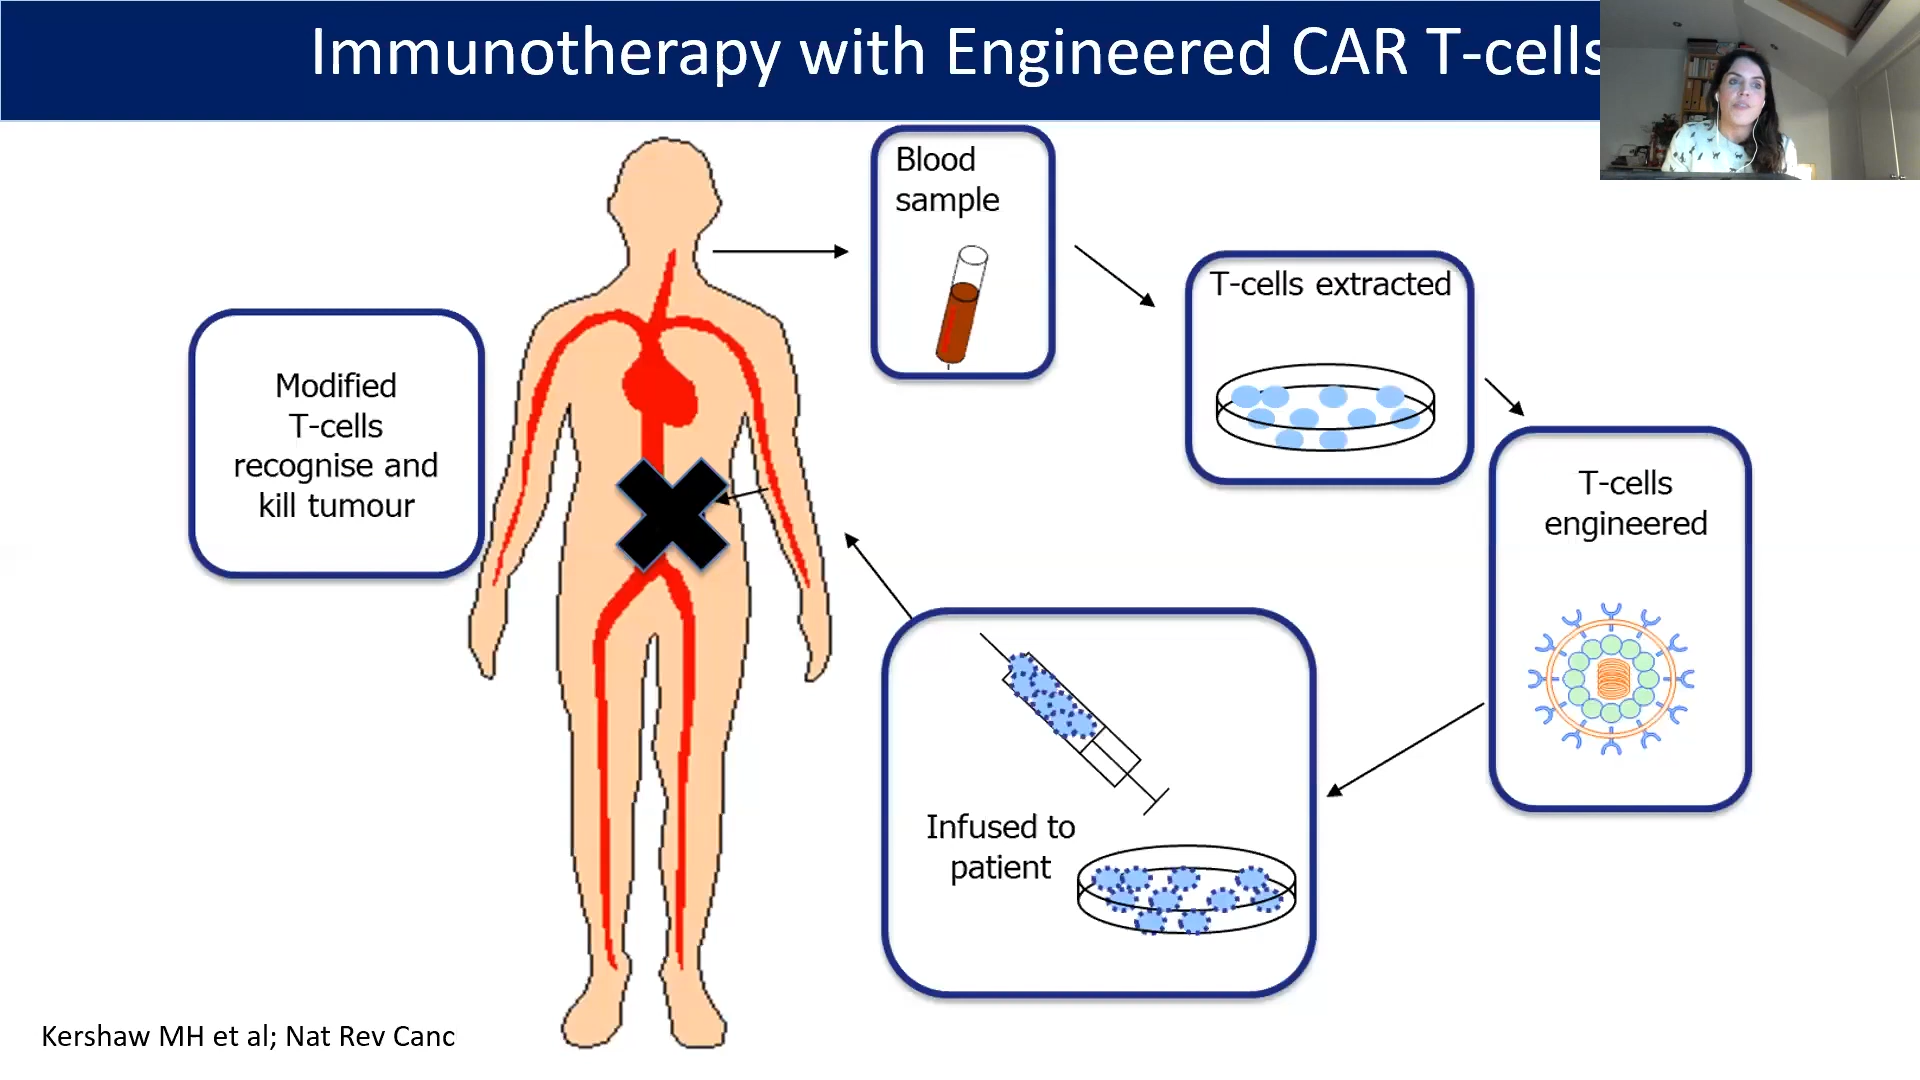 Immunotherapy with Engineered CAR T-cells
Blood
sample
T-cells extracted
T-cells
engineered
Infused to
patient
Modified
T-cells
recognise and
kill tumour
Kershaw MH et al; Nat Rev Canc